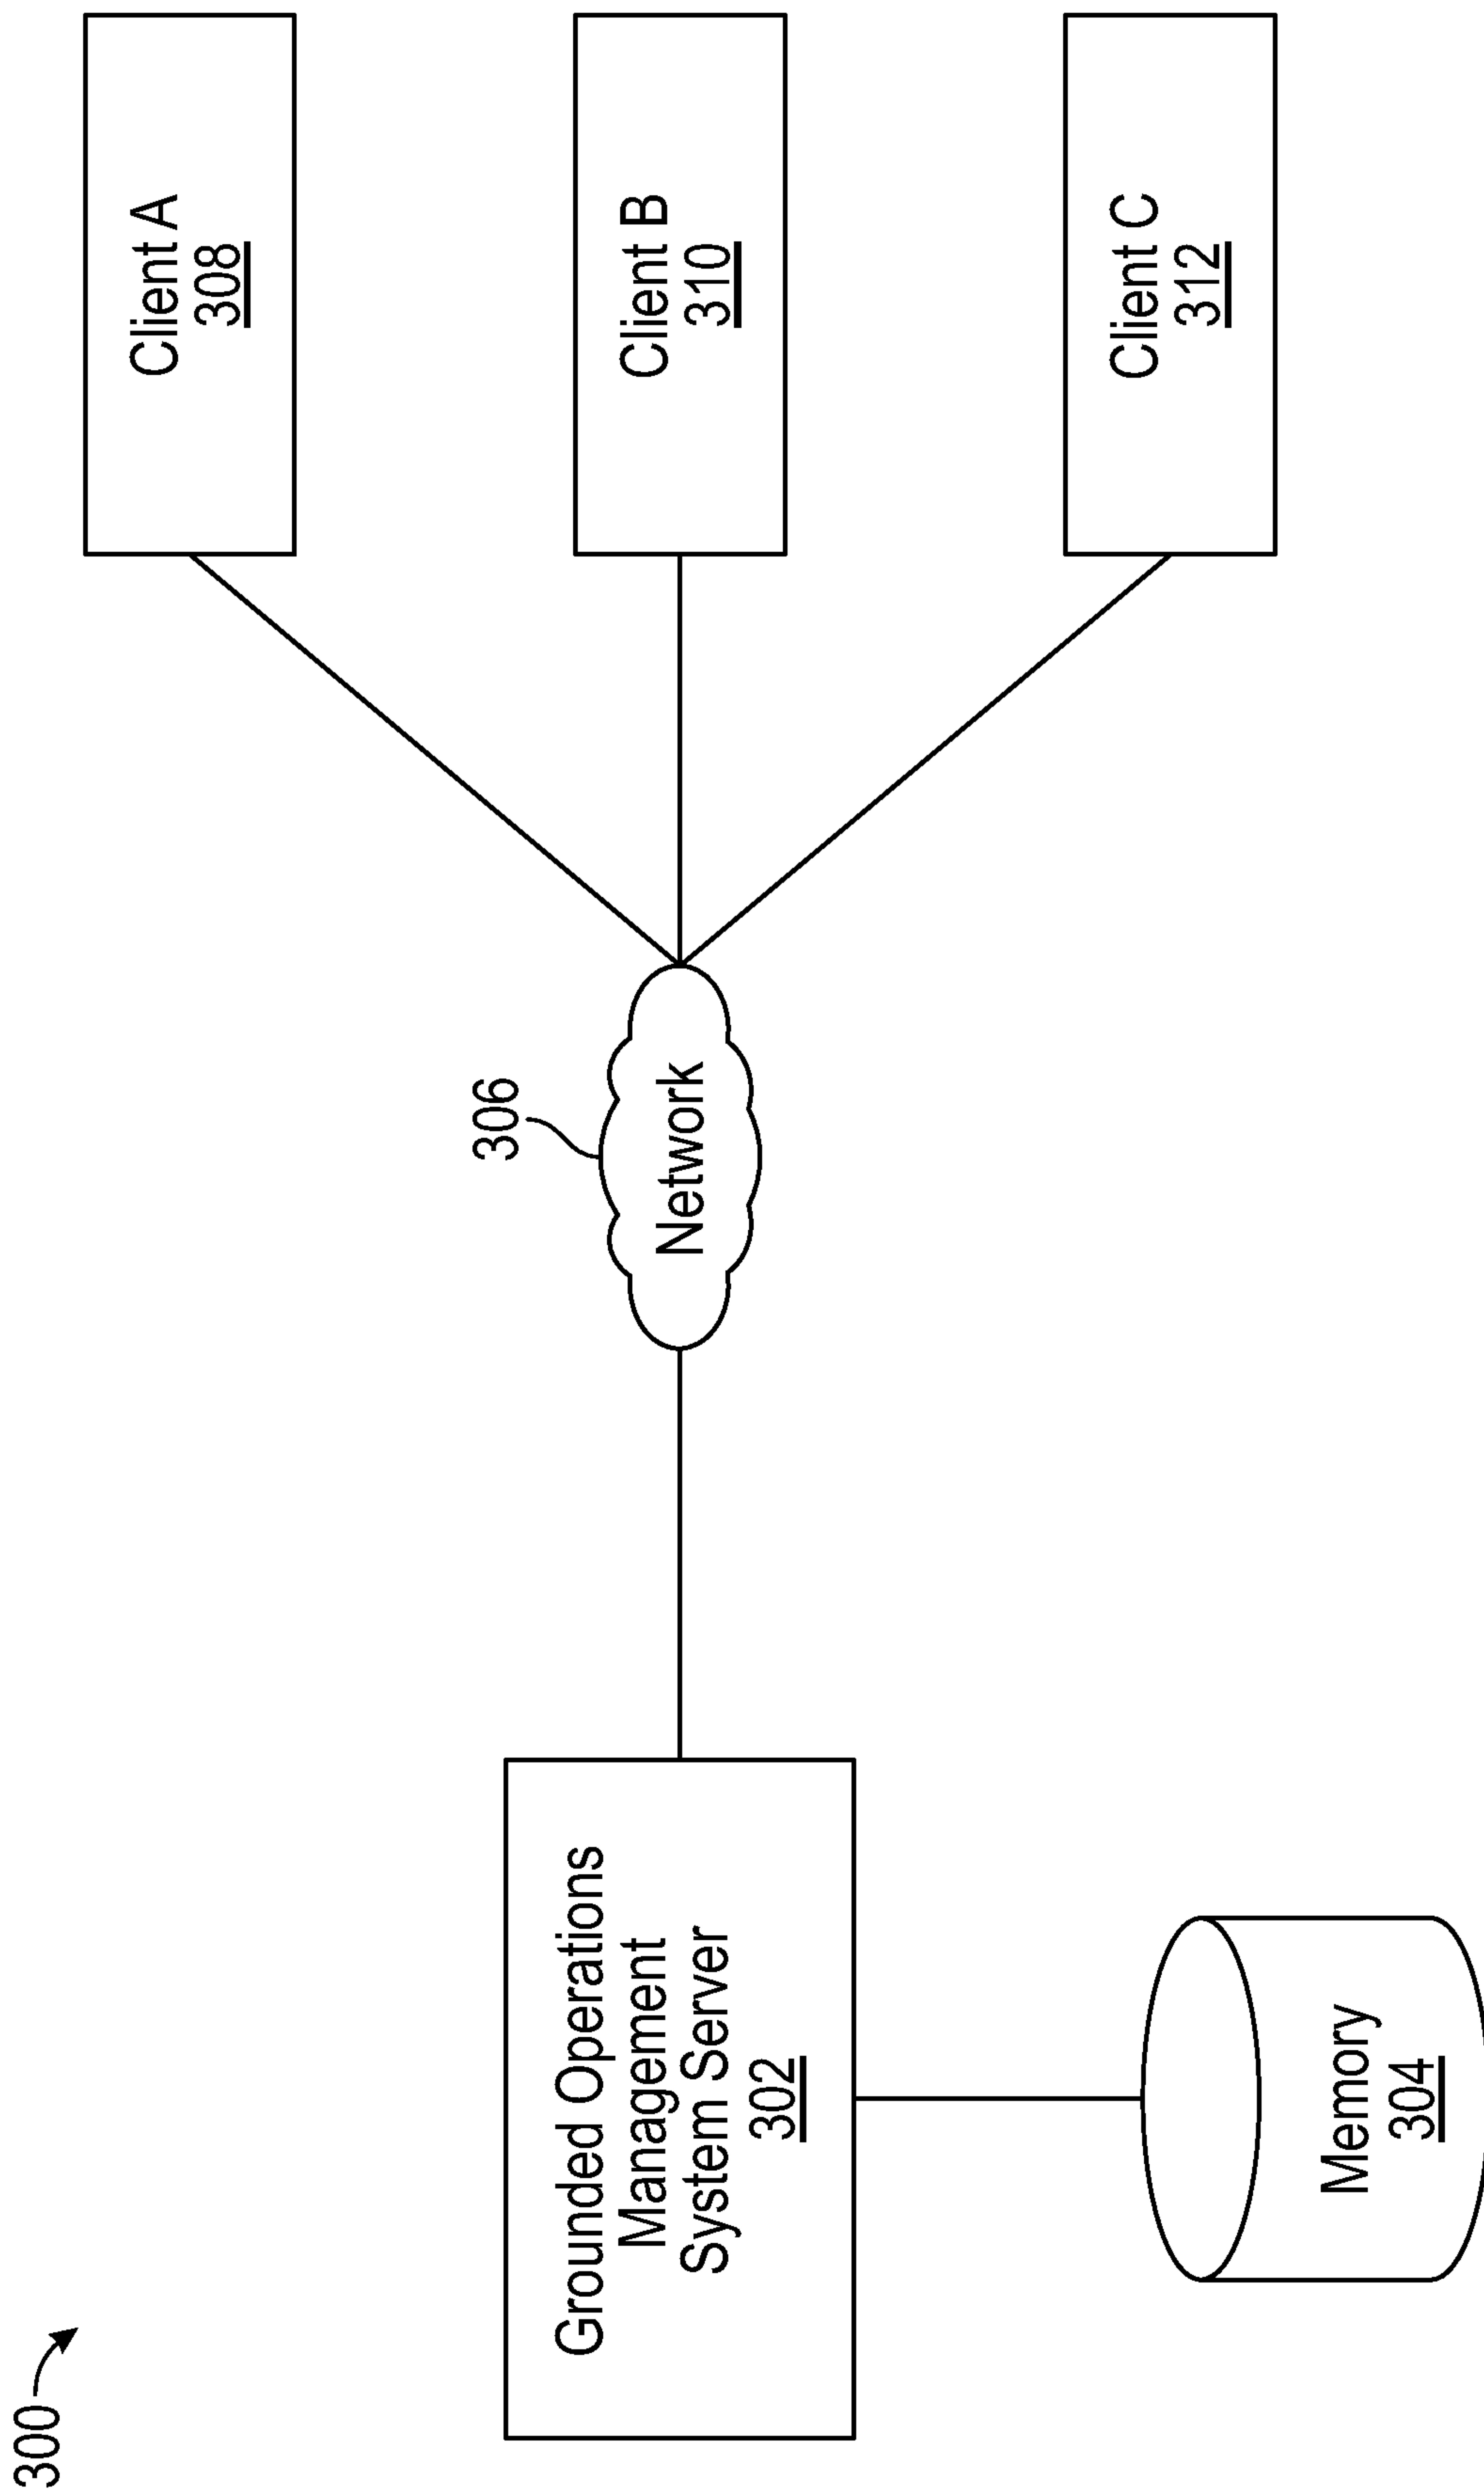 300
Grounded Operations
Management
System Server
302
Memory
304
306
Network
Client A
308
Client B
310
Client C
312